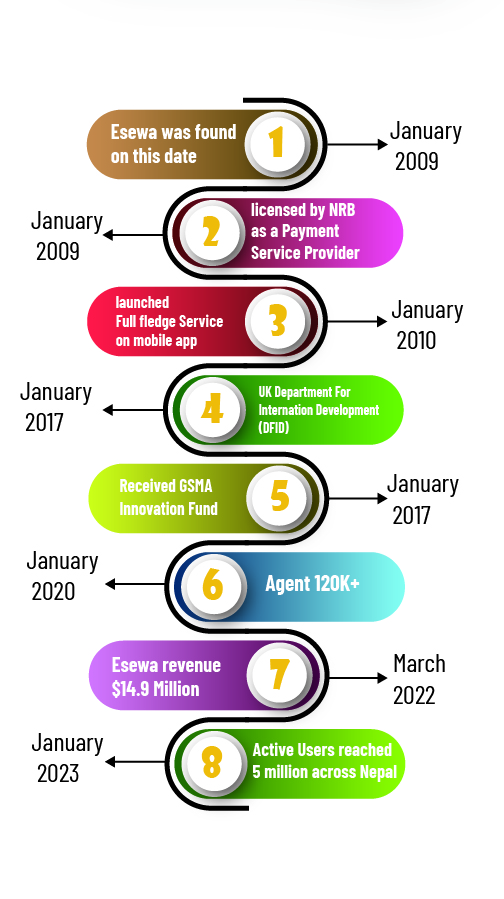 Esewa was found
on this date
1
January
2009
January
2009
2
licensed by NRB
as a Payment
Service Provider
launched
Full fledge Service
on mobile app
3
January
2010
January
2017
4
UK Department For
Internation Development
(DFID)
Received GSMA
Innovation Fund
5
January
2017
January
2020
6
Agent 120K+
Esewa revenue
$14.9 Million
7
March
2022
January
2023
8
Active Users reached
5 million across Nepal